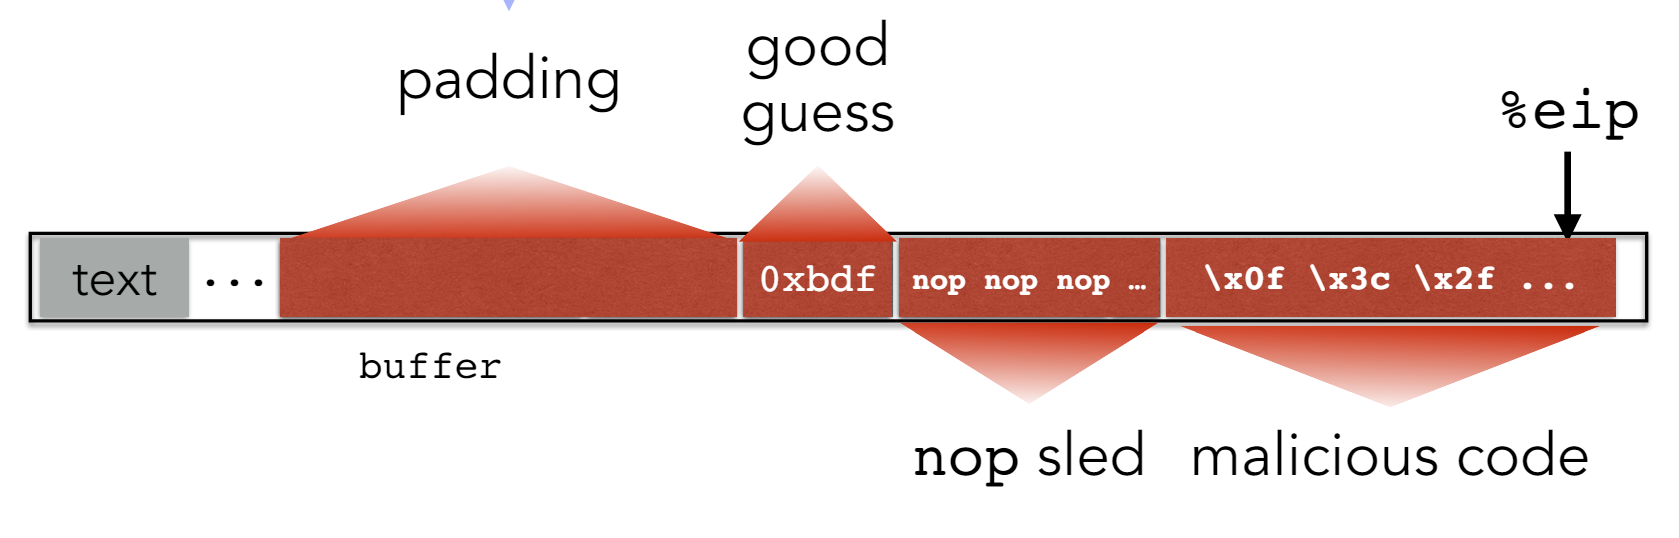 padding
good
guess
%eip
text ... 0xbdf nop nop nop … \x0f \x3c \x2f ...
buffer
nop sled
malicious code